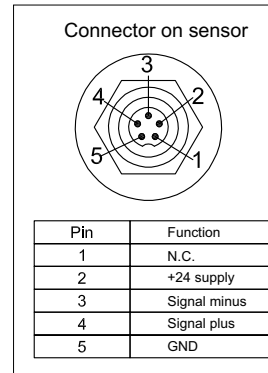 Connector on sensor
3
4 2
5 1
Pin Function
1 N.C.
2 +24 supply
3 Signal minus
4 Signal plus
5 GND